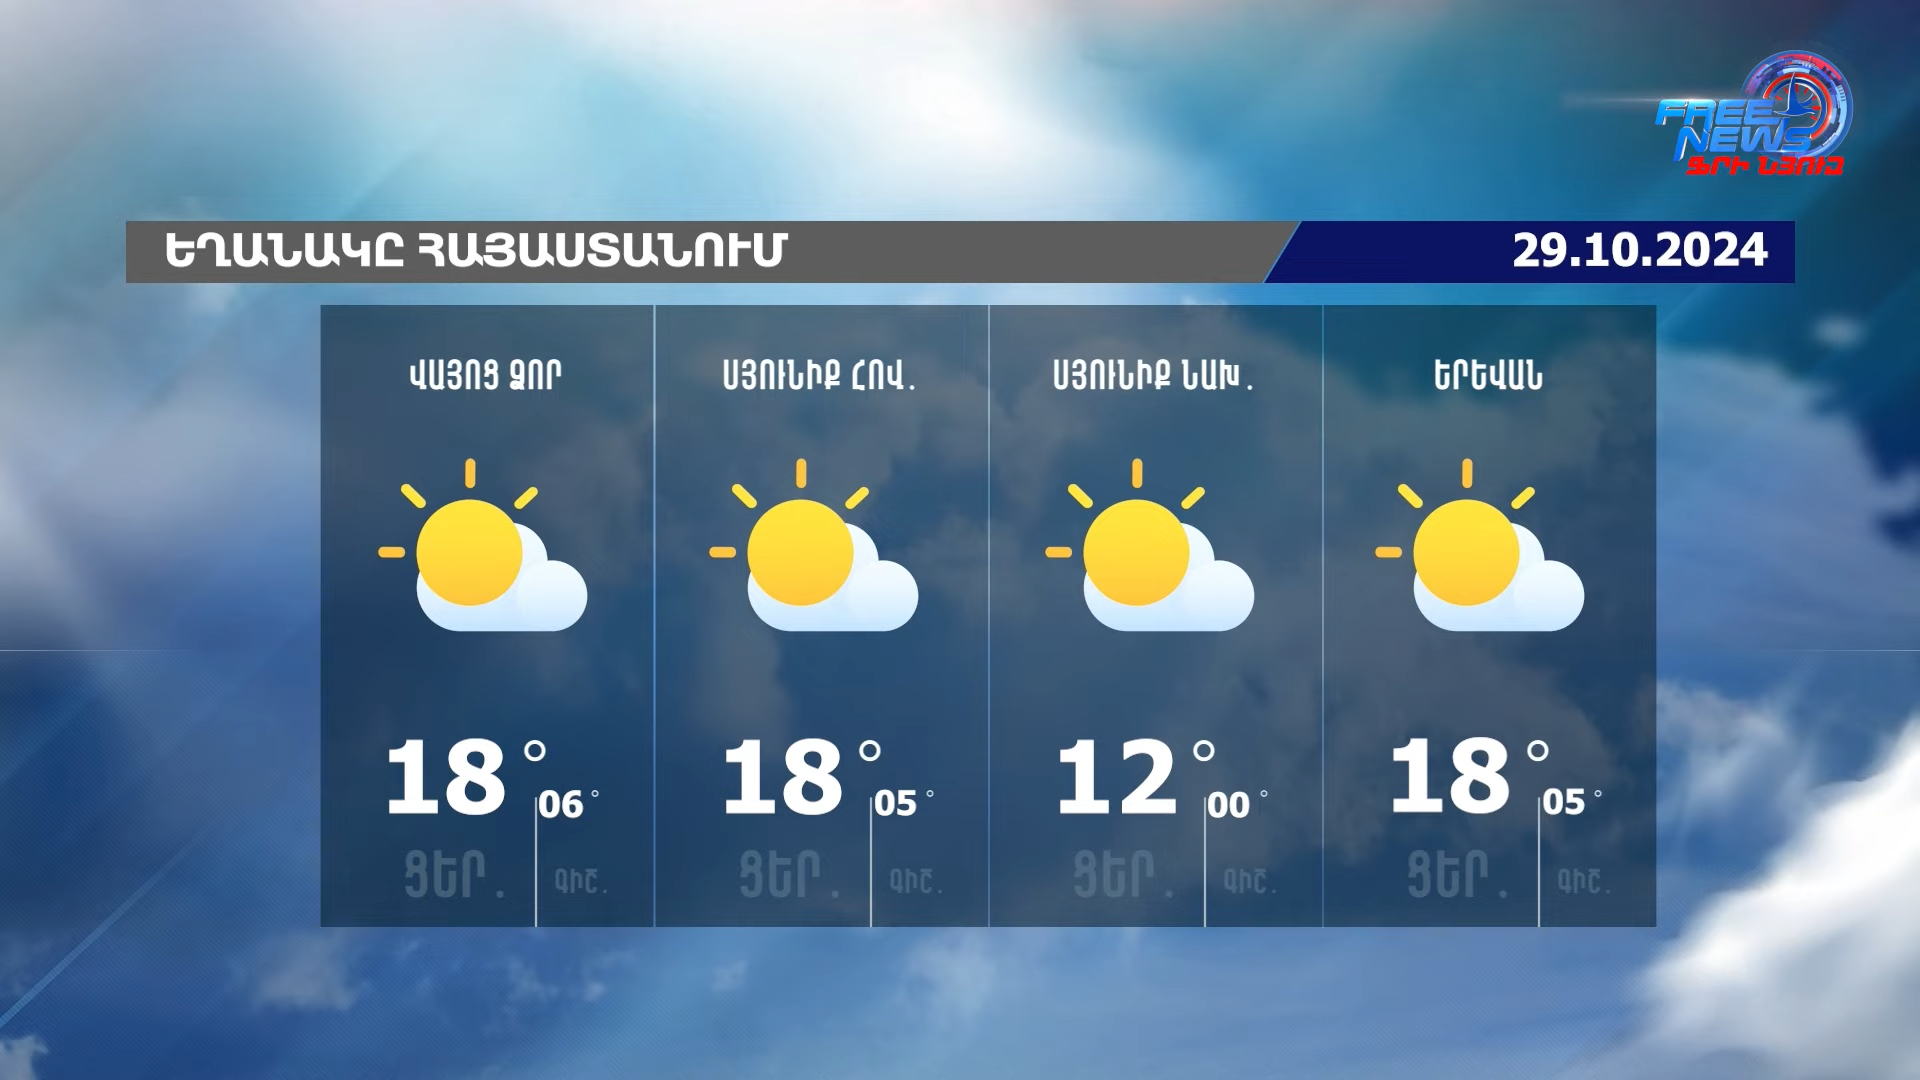 FREE
NEWS
ՖՐԻ ՆՅՈՒԶ
ԵՂԱՆԱԿԸ ՀԱՅԱՍՏԱՆՈՒՄ
29.10.2024
ՎԱՅՈՑ ՁՈՐ
ՍՅՈՒՆԻՔ ՀՈՎ.
ՍՅՈՒՆԻՔ ՆԱԽ.
ԵՐԵՎԱՆ
18° 06°
18° 05°
12° 00°
18° 05°
ՑԵՐ. ԳԻՇ.
ՑԵՐ. ԳԻՇ.
ՑԵՐ. ԳԻՇ.
ՑԵՐ. ԳԻՇ.